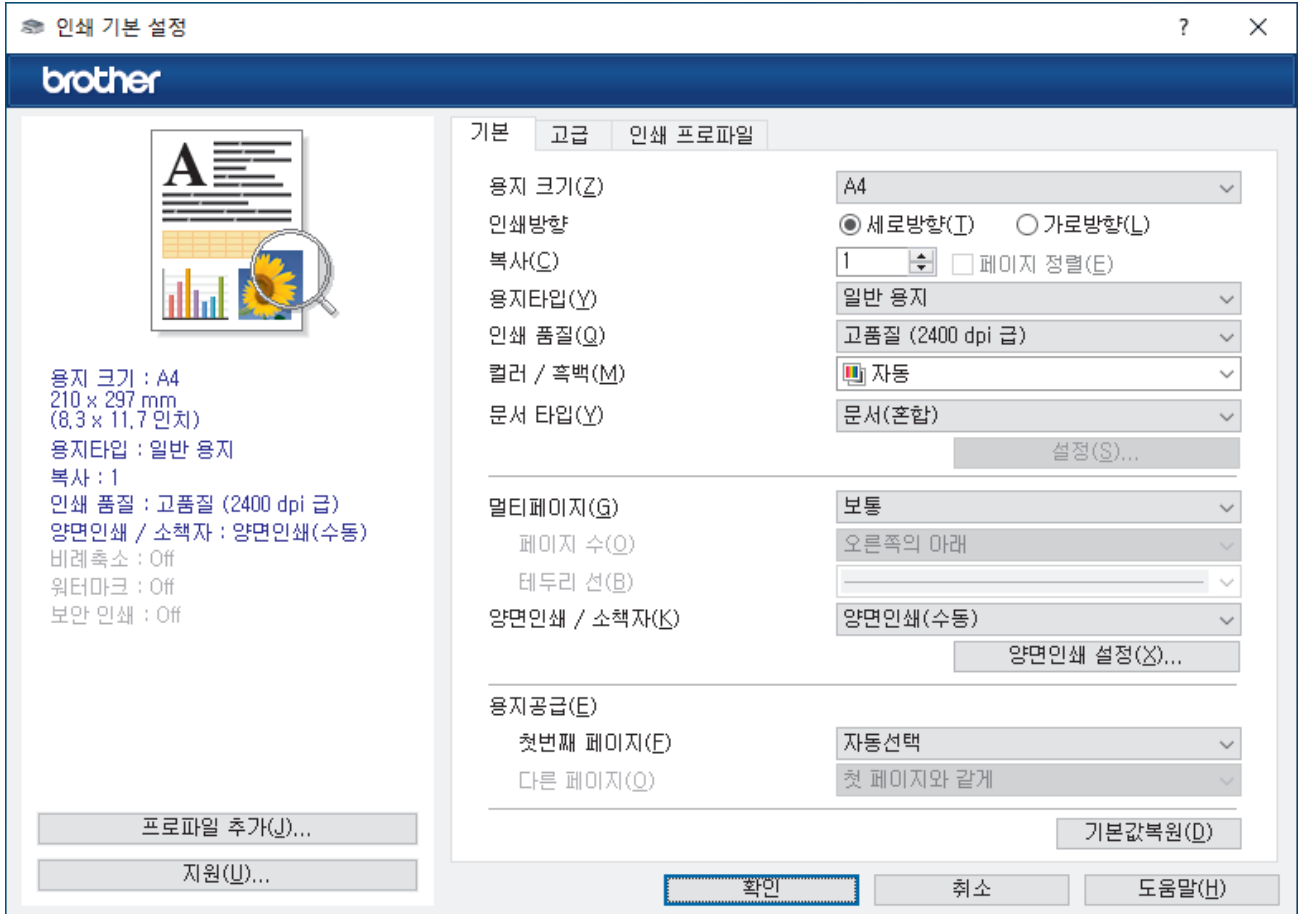 인쇄 기본 설정
brother
A
용지 크기 : A4
210 x 297 mm
(8,3 x 11,7 인치)
용지타입 : 일반 용지
복사 : 1
인쇄 품질 : 고품질 (2400 dpi 급)
양면인쇄 / 소책자 : 양면인쇄(수동)
비례축소 : Off
워터마크 : Off
보안 인쇄 : Off
프로파일 추가(J)...
지원(U)...
기본 고급 인쇄 프로파일
용지 크기(Z) A4
인쇄방향 세로방향(T) 가로방향(L)
복사(C) 1 페이지 정렬(E)
용지타입(Y) 일반 용지
인쇄 품질(Q) 고품질 (2400 dpi 급)
컬러 / 흑백(M) 자동
문서 타입(Y) 문서(혼합)
설정(S)...
멀티페이지(G) 보통
페이지 수(O) 오른쪽의 아래
테두리 선(B)
양면인쇄 / 소책자(K) 양면인쇄(수동)
양면인쇄 설정(X)...
용지공급(E)
첫번째 페이지(F) 자동선택
다른 페이지(O) 첫 페이지와 같게
기본값복원(D)
확인 취소 도움말(H)